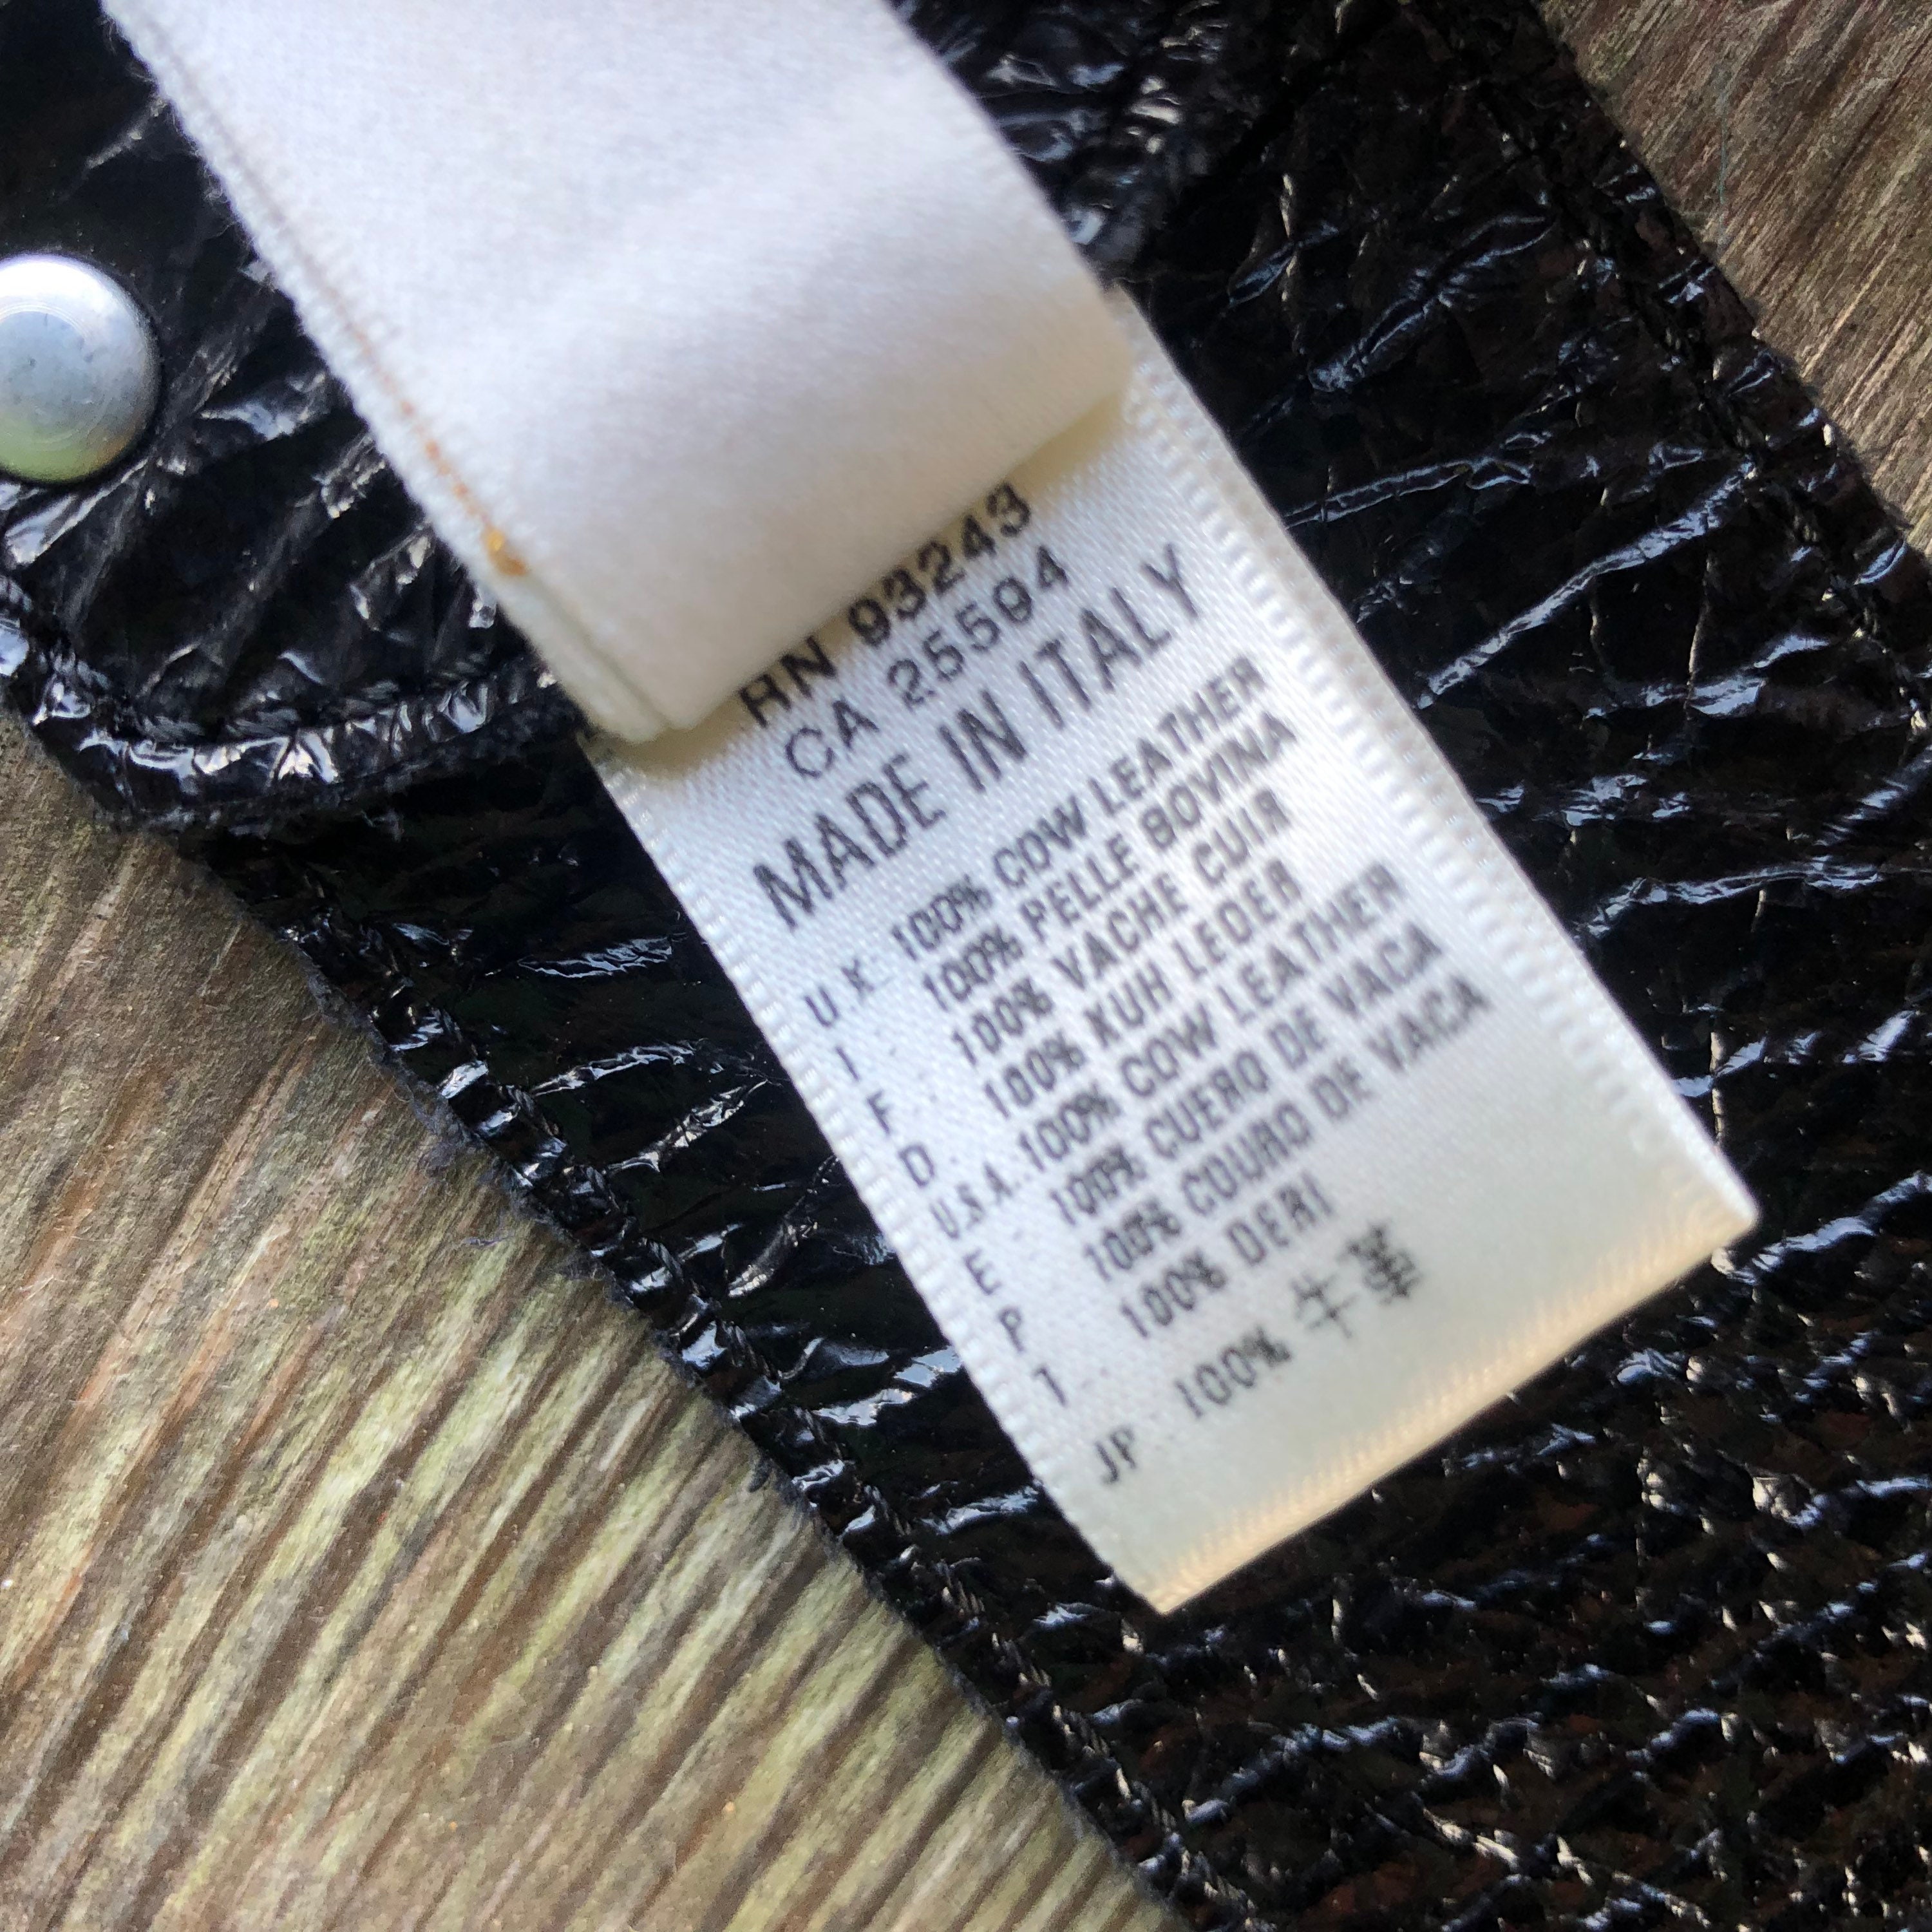 RN 93243
CA 25594
MADE IN ITALY
U.K. 100% COW LEATHER
I 100% PELLE BOVINA
F 100% VACHE CUIR
D 100% KUH LEDER
U.S.A. 100% COW LEATHER
E 100% CUERO DE VACA
P 100% COURO DE VACA
T 100% DERI
JP 100% 牛革